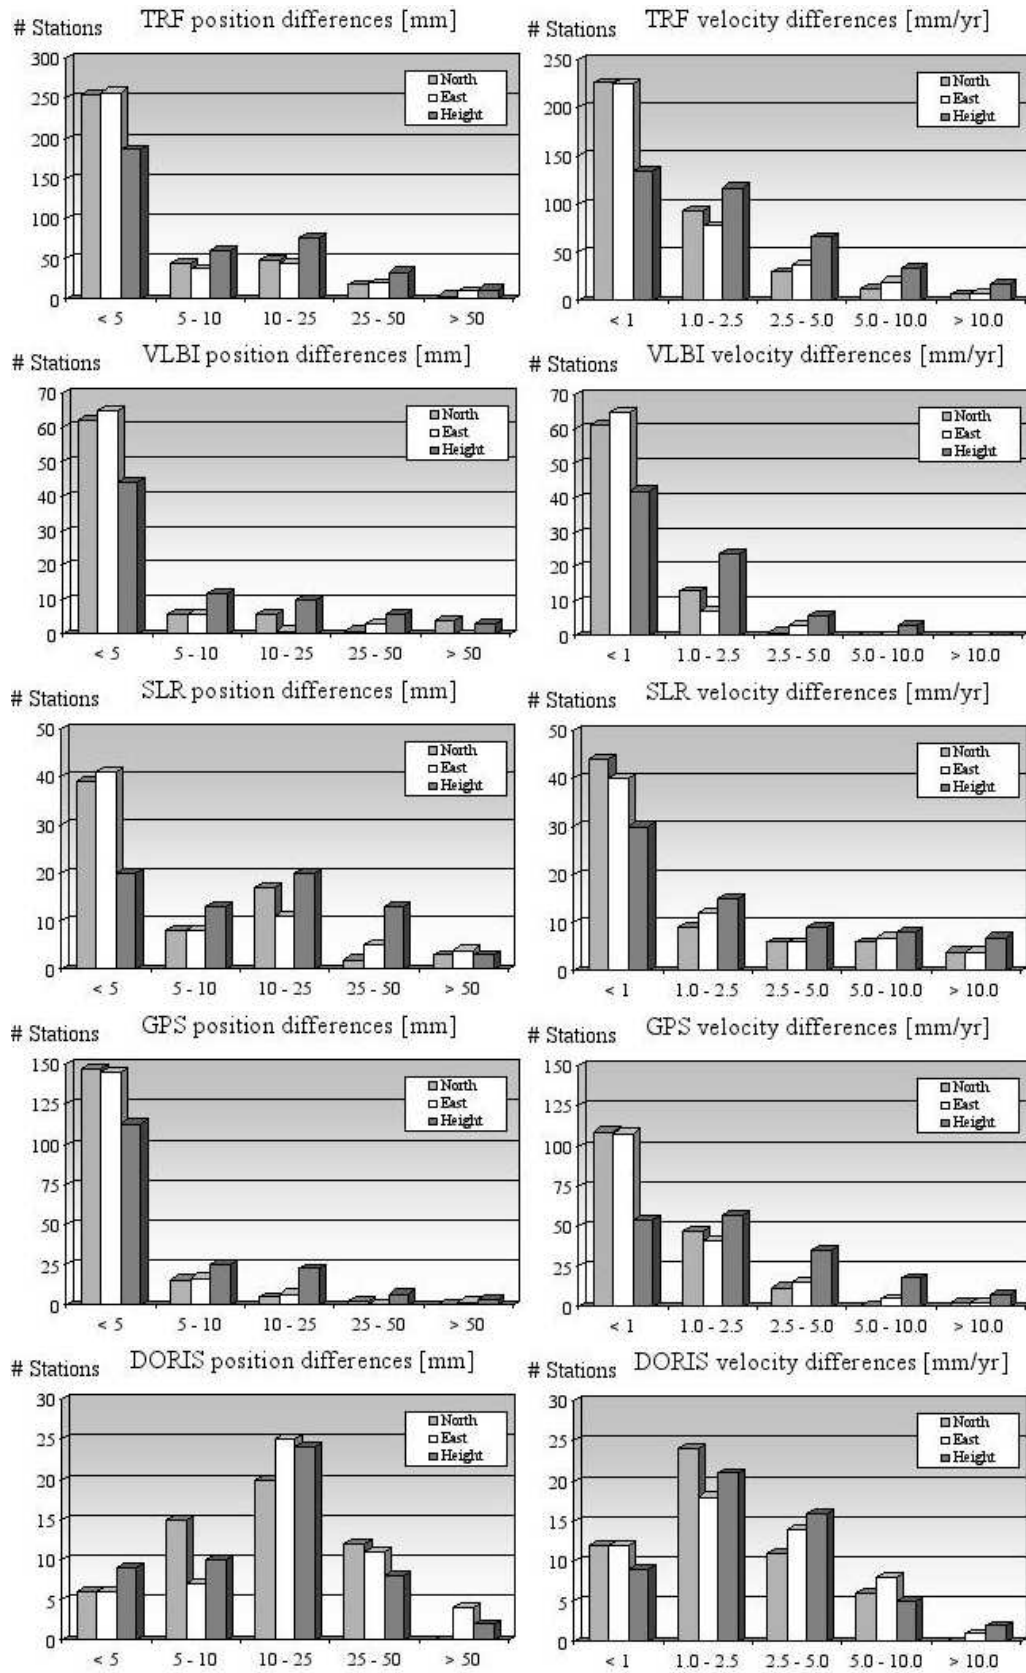 TRF position differences [mm]
# Stations
North
East
Height
300
250
200
150
100
50
0
< 5
5 - 10
10 - 25
25 - 50
> 50
TRF velocity differences [mm/yr]
# Stations
North
East
Height
250
200
150
100
50
0
< 1
1.0 - 2.5
2.5 - 5.0
5.0 - 10.0
> 10.0
VLBI position differences [mm]
# Stations
North
East
Height
70
60
50
40
30
20
10
0
< 5
5 - 10
10 - 25
25 - 50
> 50
VLBI velocity differences [mm/yr]
# Stations
North
East
Height
70
60
50
40
30
20
10
0
< 1
1.0 - 2.5
2.5 - 5.0
5.0 - 10.0
> 10.0
SLR position differences [mm]
# Stations
North
East
Height
50
40
30
20
10
0
< 5
5 - 10
10 - 25
25 - 50
> 50
SLR velocity differences [mm/yr]
# Stations
North
East
Height
50
40
30
20
10
0
< 1
1.0 - 2.5
2.5 - 5.0
5.0 - 10.0
> 10.0
GPS position differences [mm]
# Stations
North
East
Height
150
125
100
75
50
25
0
< 5
5 - 10
10 - 25
25 - 50
> 50
GPS velocity differences [mm/yr]
# Stations
North
East
Height
150
125
100
75
50
25
0
< 1
1.0 - 2.5
2.5 - 5.0
5.0 - 10.0
> 10.0
DORIS position differences [mm]
# Stations
North
East
Height
30
25
20
15
10
5
0
< 5
5 - 10
10 - 25
25 - 50
> 50
DORIS velocity differences [mm/yr]
# Stations
North
East
Height
30
25
20
15
10
5
0
< 1
1.0 - 2.5
2.5 - 5.0
5.0 - 10.0
> 10.0